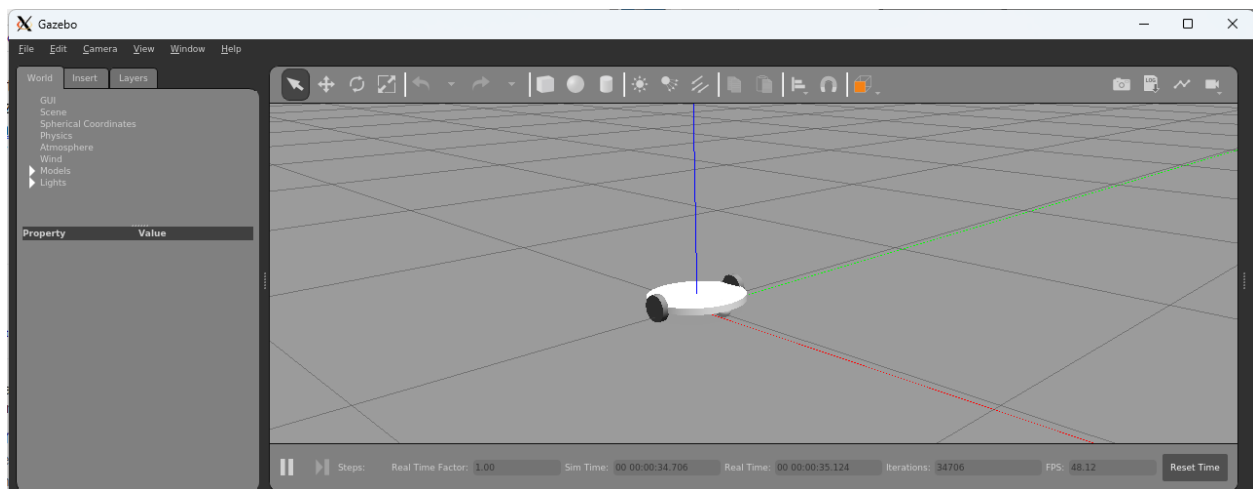 Gazebo
File Edit Camera View Window Help
World Insert Layers
GUI
Scene
Spherical Coordinates
Physics
Atmosphere
Wind
Models
Lights
Property Value
LOG
Steps: Real Time Factor: 1.00 Sim Time: 00 00:00:34.706 Real Time: 00 00:00:35.124 Iterations: 34706 FPS: 48.12 Reset Time